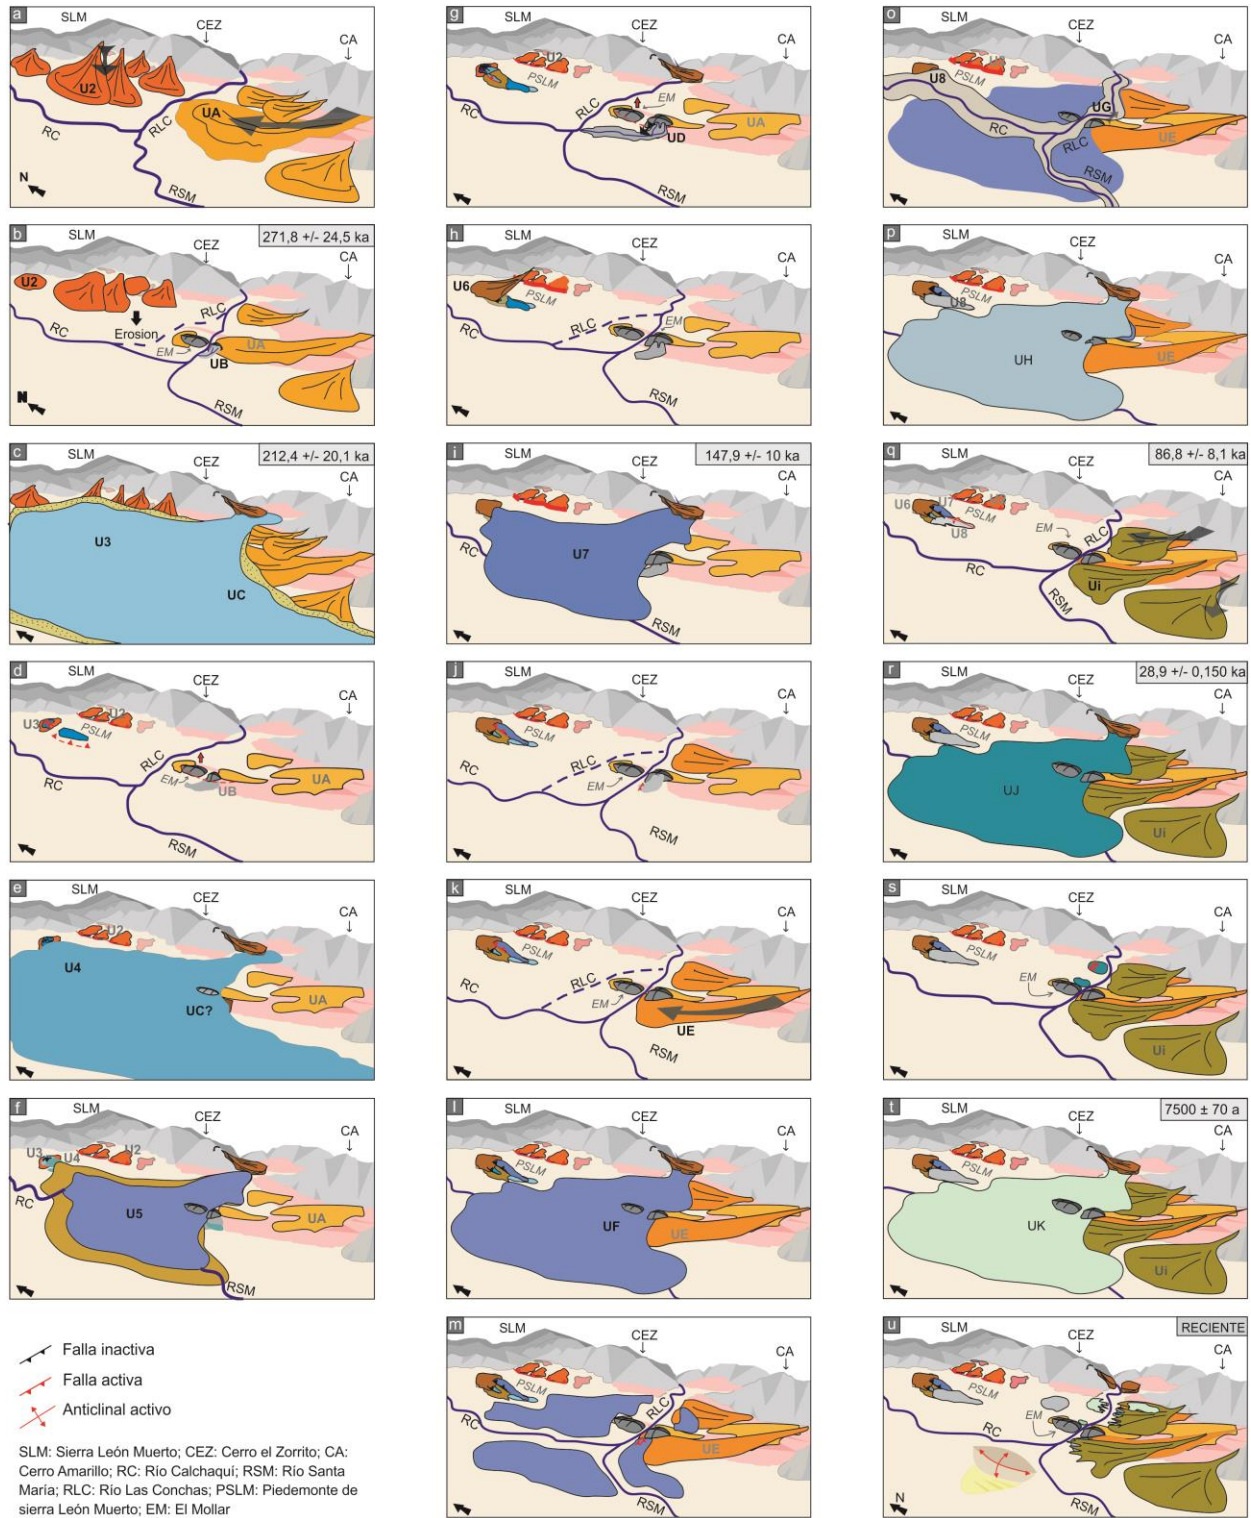 a
SLM
CEZ
CA
U2
UA
RC
RLC
RSM
N
b
SLM
CEZ
271,8 +/- 24,5 ka
CA
U2
RLC
RC
Erosion
UA
EM
UB
N
RSM
c
SLM
CEZ
212,4 +/- 20,1 ka
CA
U3
UC
d
SLM
CEZ
CA
U2
U3
PSLM
RLC
RC
EM
UA
UB
RSM
e
SLM
CEZ
CA
U2
U4
UA
UC?
f
SLM
CEZ
CA
U3
U4
U2
RC
U5
UA
RSM
Falla inactiva
Falla activa
Anticlinal activo
SLM: Sierra León Muerto; CEZ: Cerro el Zorrito; CA:
Cerro Amarillo; RC: Río Calchaquí; RSM: Río Santa
María; RLC: Río Las Conchas; PSLM: Piedemonte de
sierra León Muerto; EM: El Mollar
g
SLM
CEZ
CA
U2
PSLM
EM
RLC
UA
RC
UD
RSM
h
SLM
CEZ
CA
U6
PSLM
RLC
EM
RC
RSM
i
SLM
CEZ
147,9 +/- 10 ka
CA
RC
U7
RSM
j
SLM
CEZ
CA
PSLM
RLC
RC
EM
RSM
k
SLM
CEZ
CA
PSLM
RC
RLC
EM
UE
RSM
l
SLM
CEZ
CA
PSLM
UF
UE
m
SLM
CEZ
CA
PSLM
RLC
RC
UE
RSM
o
SLM
CEZ
CA
U8
PSLM
UG
RC
RLC
UE
RSM
p
SLM
CEZ
CA
PSLM
U8
UH
UE
q
SLM
CEZ
86,8 +/- 8,1 ka
CA
U6
U7
PSLM
U8
EM
RLC
RC
Ui
RSM
r
SLM
CEZ
28,9 +/- 0,150 ka
CA
PSLM
UJ
Ui
s
SLM
CEZ
CA
PSLM
EM
Ui
t
SLM
CEZ
7500 ± 70 a
CA
PSLM
UK
Ui
u
SLM
CEZ
RECIENTE
CA
PSLM
RC
EM
N
RSM